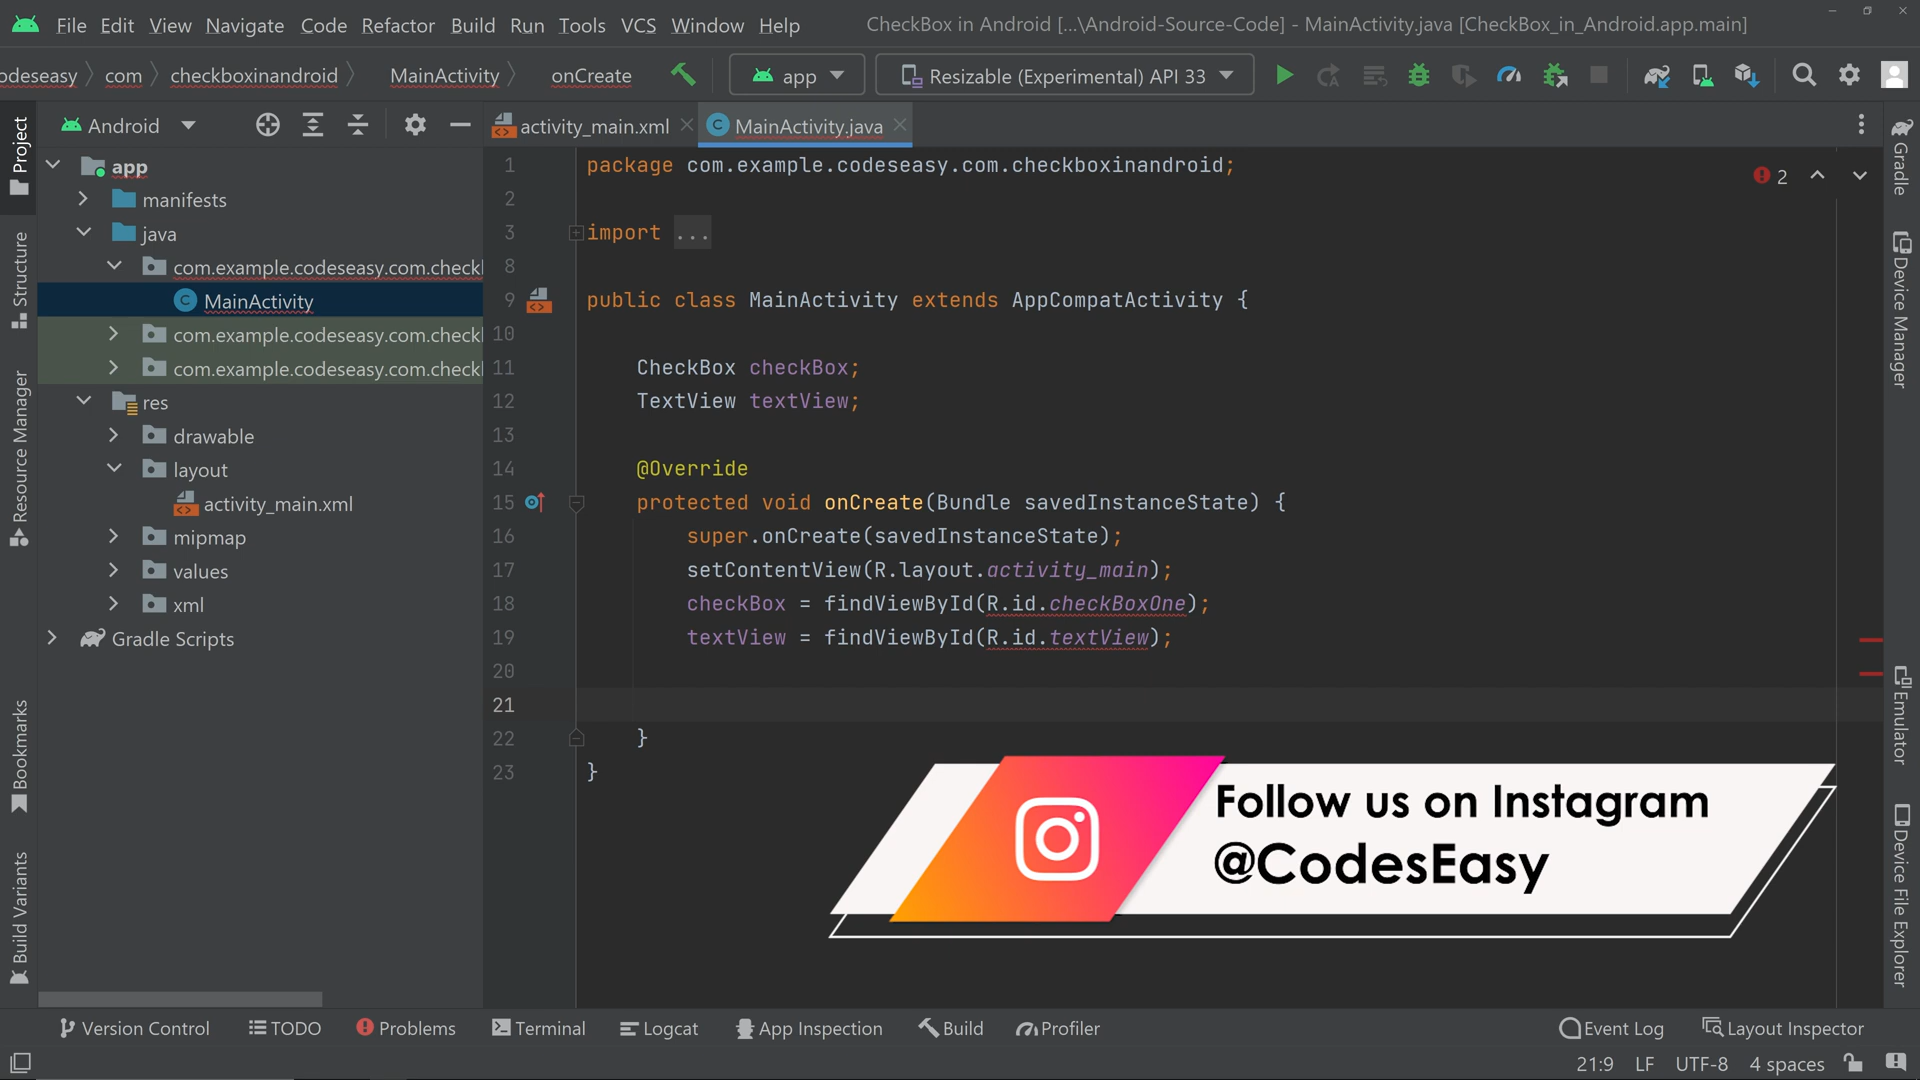 File Edit View Navigate Code Refactor Build Run Tools VCS Window Help
CheckBox in Android [...\Android-Source-Code] - MainActivity.java [CheckBox_in_Android.app.main]
odeseasy com checkboxinandroid MainActivity onCreate
app
Resizable (Experimental) API 33
Project
Structure
Resource Manager
Bookmarks
Build Variants
Android
app
manifests
java
com.example.codeseasy.com.checkl
MainActivity
com.example.codeseasy.com.checkl
com.example.codeseasy.com.checkl
res
drawable
layout
activity_main.xml
mipmap
values
xml
Gradle Scripts
activity_main.xml
MainActivity.java
2
1 package com.example.codeseasy.com.checkboxinandroid;
2
3 import ...
8
9 public class MainActivity extends AppCompatActivity {
10
11 CheckBox checkBox;
12 TextView textView;
13
14 @Override
15 protected void onCreate(Bundle savedInstanceState) {
16 super.onCreate(savedInstanceState);
17 setContentView(R.layout.activity_main);
18 checkBox = findViewById(R.id.checkBoxOne);
19 textView = findViewById(R.id.textView);
20
21
22 }
23 }
Follow us on Instagram
@CodesEasy
Gradle
Device Manager
Emulator
Device File Explorer
Version Control TODO Problems Terminal Logcat App Inspection Build Profiler Event Log Layout Inspector
21:9 LF UTF-8 4 spaces